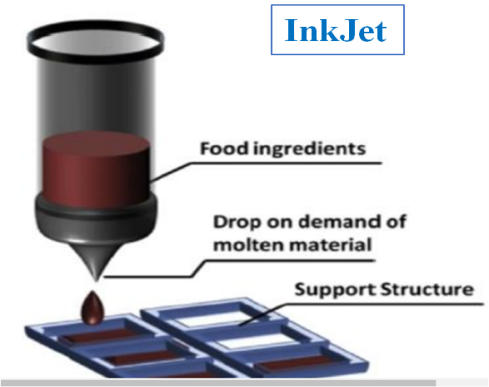 InkJet
Food ingredients
Drop on demand of
molten material
Support Structure